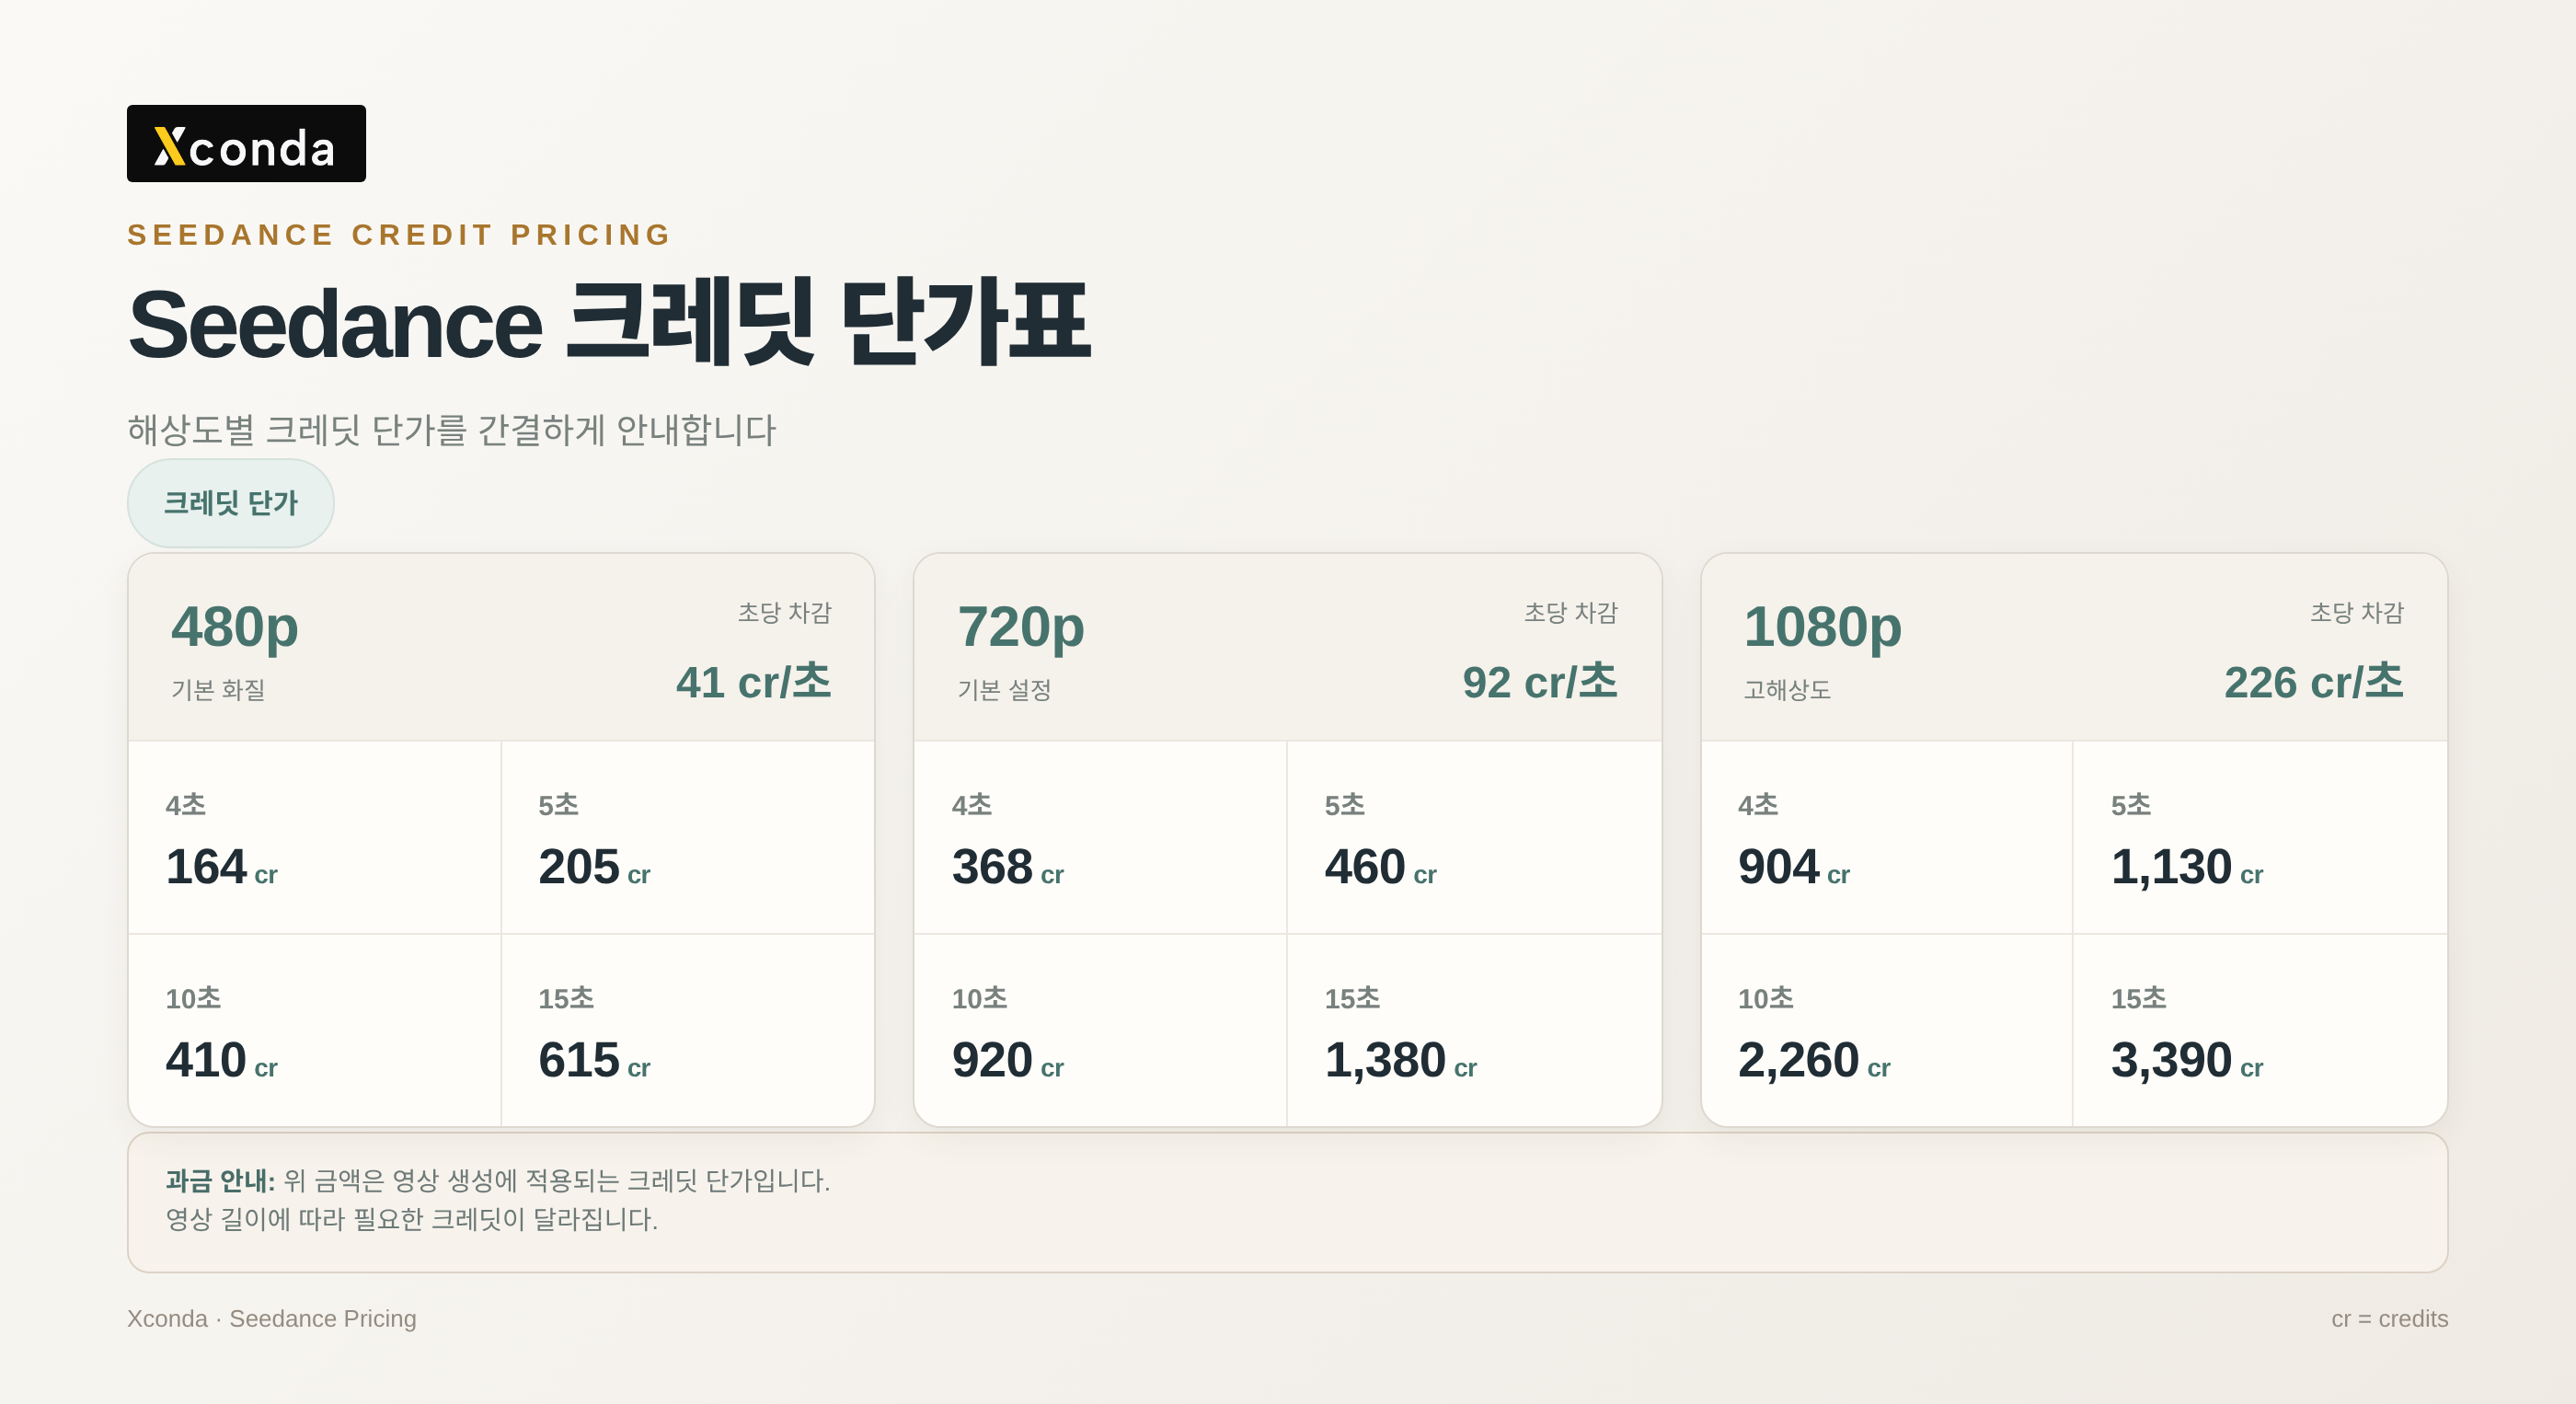 Xconda
SEEDANCE CREDIT PRICING
Seedance 크레딧 단가표
해상도별 크레딧 단가를 간결하게 안내합니다
크레딧 단가
480p
기본 화질
초당 차감
41 cr/초
4초
164 cr
5초
205 cr
10초
410 cr
15초
615 cr
720p
기본 설정
초당 차감
92 cr/초
4초
368 cr
5초
460 cr
10초
920 cr
15초
1,380 cr
1080p
고해상도
초당 차감
226 cr/초
4초
904 cr
5초
1,130 cr
10초
2,260 cr
15초
3,390 cr
과금 안내: 위 금액은 영상 생성에 적용되는 크레딧 단가입니다.
영상 길이에 따라 필요한 크레딧이 달라집니다.
Xconda · Seedance Pricing
cr = credits